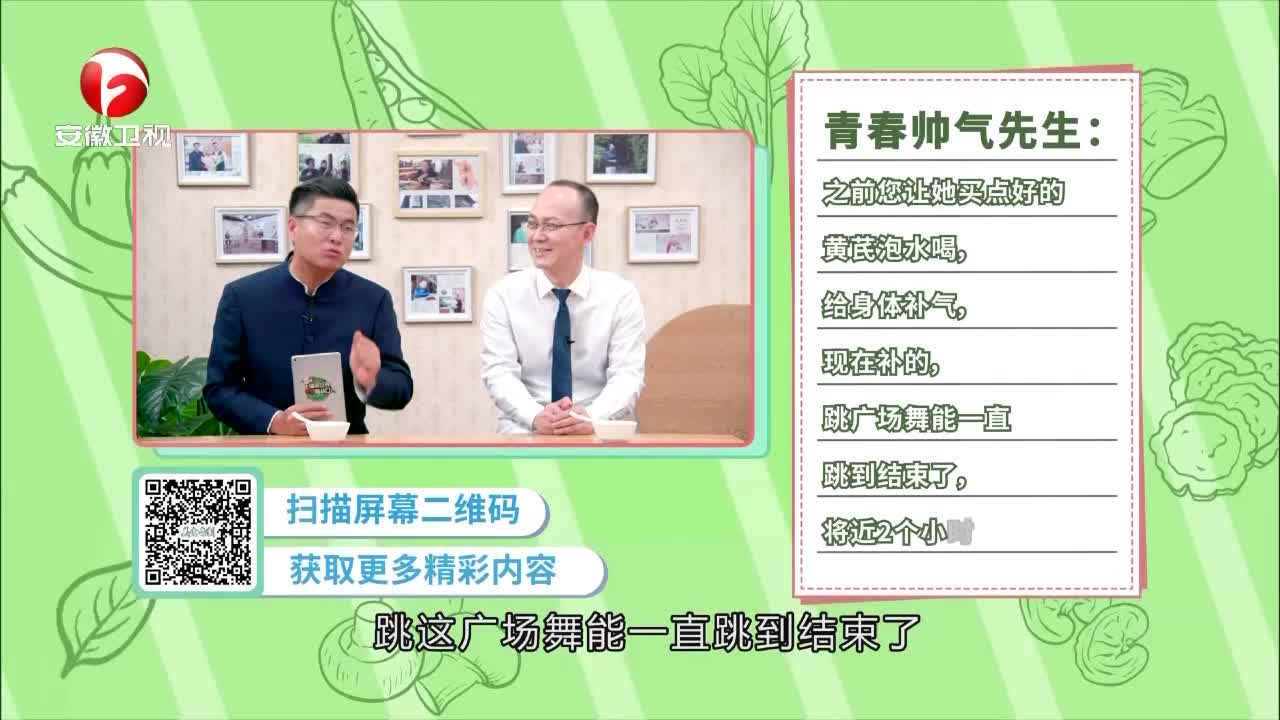 安徽卫视
青春帅气先生：
之前您让她买点好的
黄芪泡水喝，
给身体补气，
现在补的，
跳广场舞能一直
跳到结束了，
将近2个小时
扫描屏幕二维码
获取更多精彩内容
跳这广场舞能一直跳到结束了